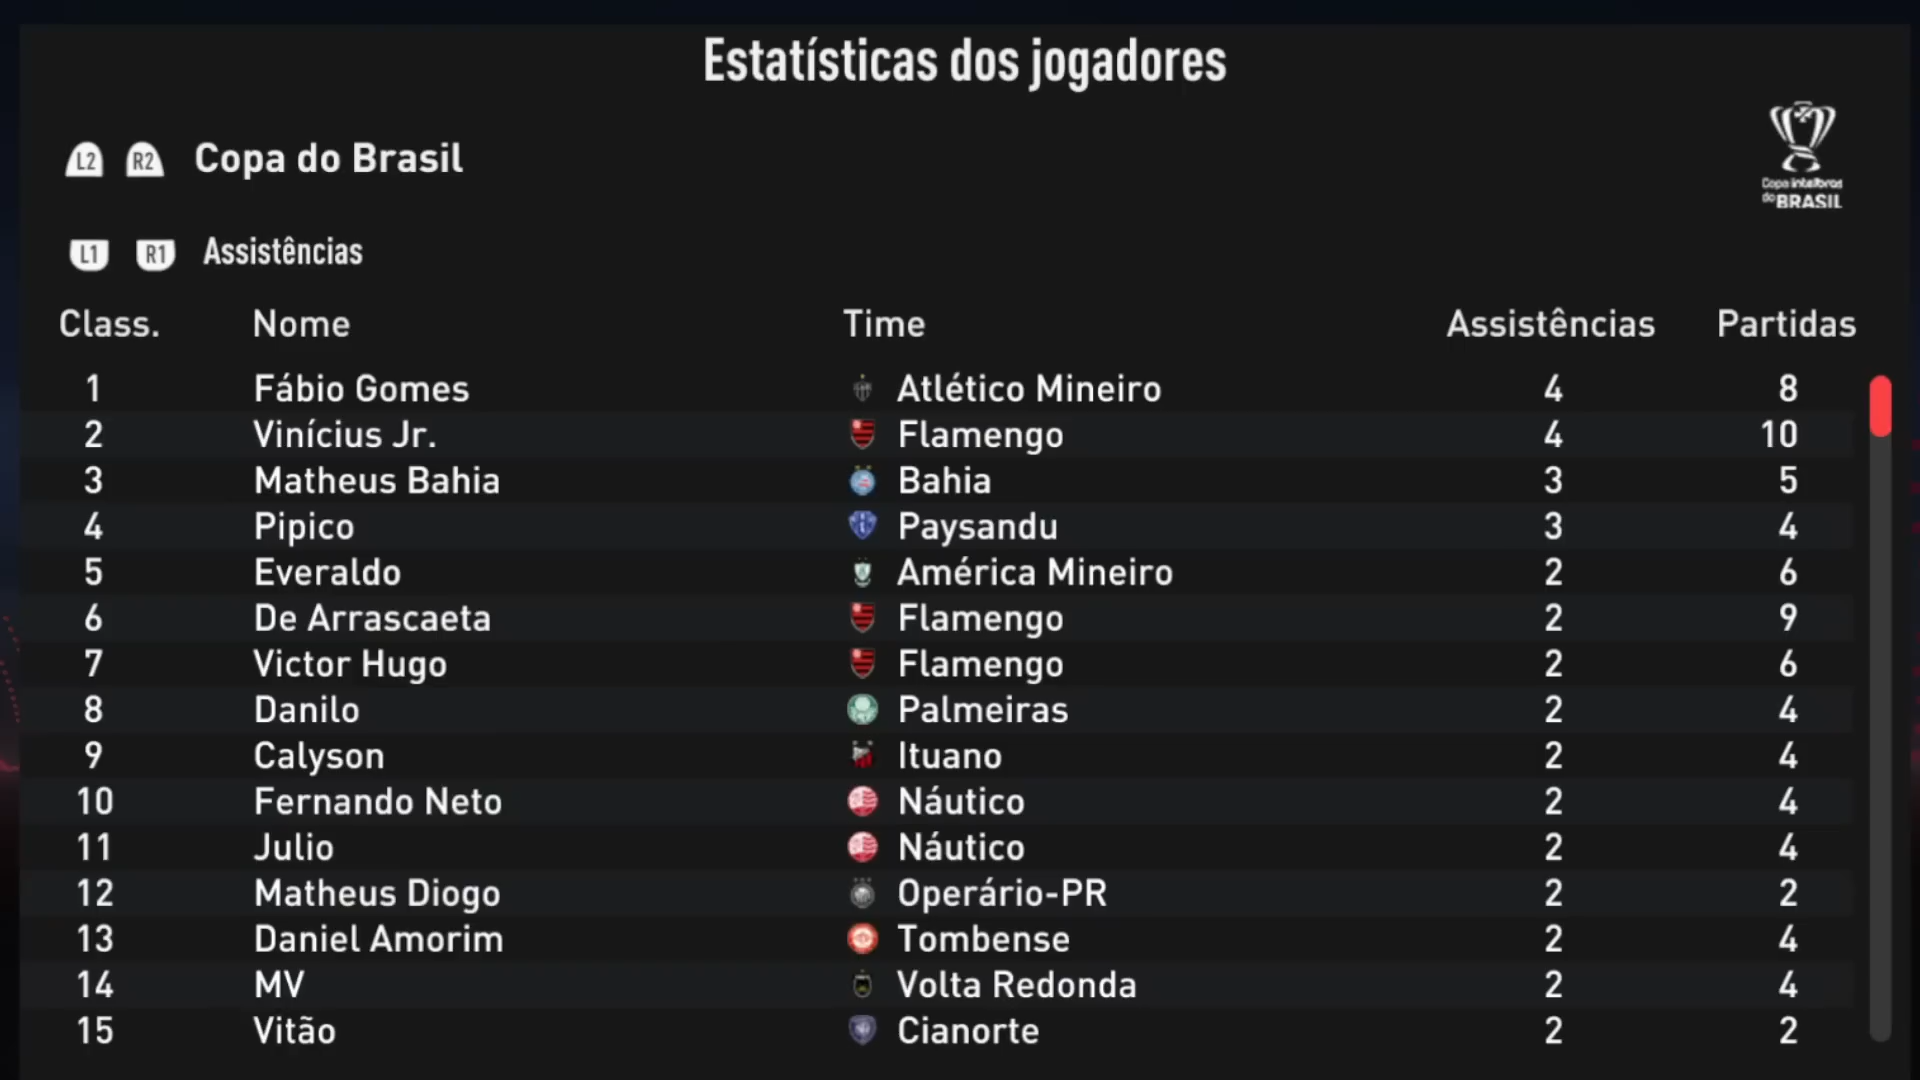 Estatísticas dos jogadores
L2 R2 Copa do Brasil
Copa intelbras
do BRASIL
L1 R1 Assistências
Class. Nome Time Assistências Partidas
1 Fábio Gomes Atlético Mineiro 4 8
2 Vinícius Jr. Flamengo 4 10
3 Matheus Bahia Bahia 3 5
4 Pipico Paysandu 3 4
5 Everaldo América Mineiro 2 6
6 De Arrascaeta Flamengo 2 9
7 Victor Hugo Flamengo 2 6
8 Danilo Palmeiras 2 4
9 Calyson Ituano 2 4
10 Fernando Neto Náutico 2 4
11 Julio Náutico 2 4
12 Matheus Diogo Operário-PR 2 2
13 Daniel Amorim Tombense 2 4
14 MV Volta Redonda 2 4
15 Vitão Cianorte 2 2